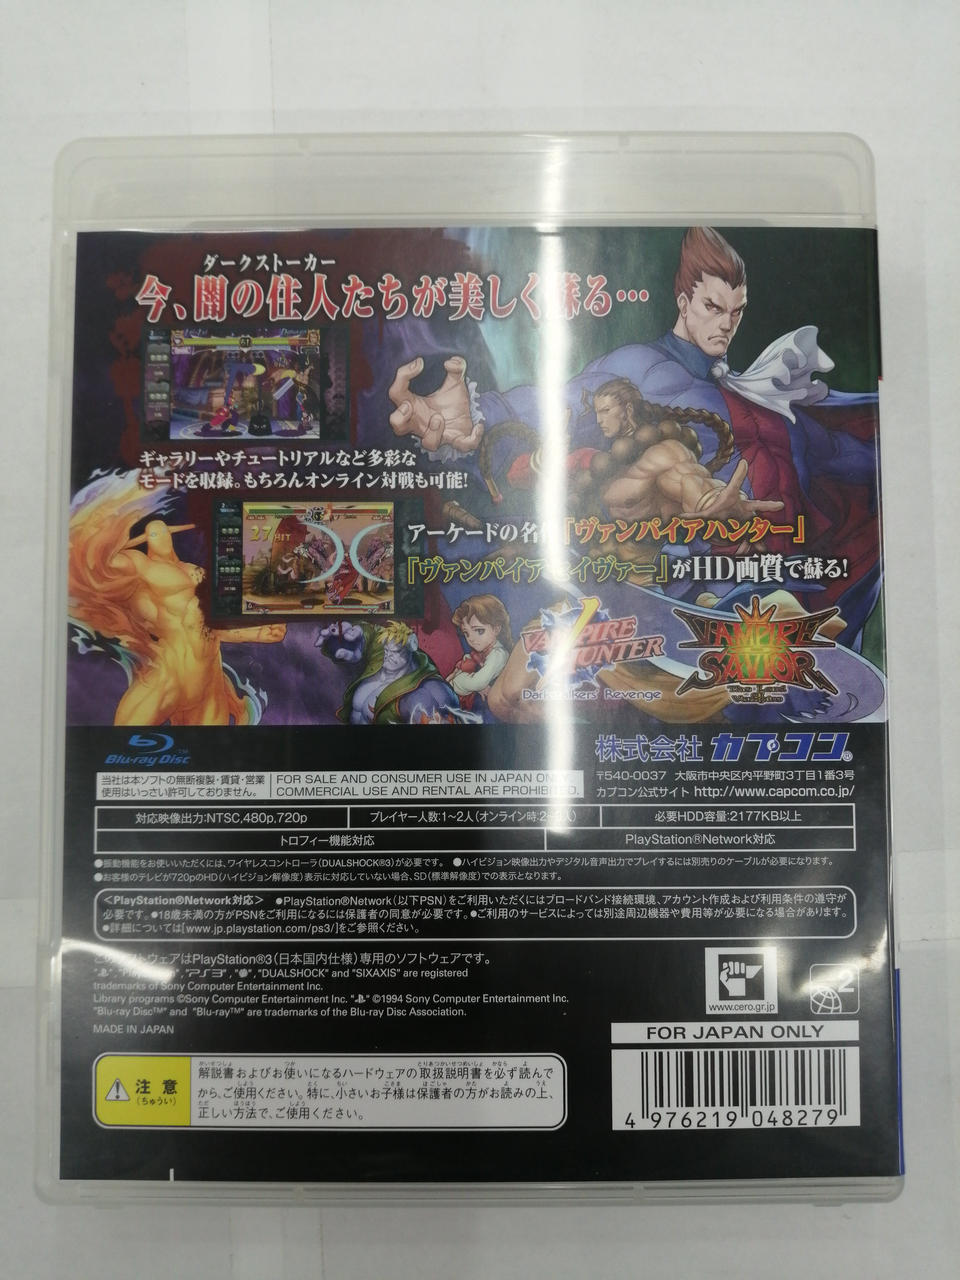 ダークストーカー
今、闇の住人たちが美しく蘇る…
ギャラリーやチュートリアルなど多彩な
モードを収録。もちろんオンライン対戦も可能!
27 HIT
アーケードの名作「ヴァンパイアハンター」
「ヴァンパイア セイヴァー」がHD画質で蘇る!
VAMPIRE HUNTER
Darkstalkers' Revenge
VAMPIRE SAVIOR
The Lord of Vampire
Blu-ray Disc™
株式会社 カプコン®
〒540-0037 大阪市中央区内平野町3丁目1番3号
カプコン公式サイト http://www.capcom.co.jp/
当社は本ソフトの無断複製・賃貸・営業
使用はいっさい許可しておりません。
FOR SALE AND CONSUMER USE IN JAPAN ONLY.
COMMERCIAL USE AND RENTAL ARE PROHIBITED.
対応映像出力:NTSC,480p,720p
プレイヤー人数:1~2人(オンライン時:2~ 人)
必要HDD容量:2177KB以上
トロフィー機能対応
PlayStation®Network対応
●振動機能をお使いいただくには、ワイヤレスコントローラ(DUALSHOCK®3)が必要です。 ●ハイビジョン映像出力やデジタル音声出力でプレイするには別売りのケーブルが必要になります。
●お客様のテレビが720pのHD(ハイビジョン解像度)表示に対応していない場合、SD(標準解像度)での表示となります。
<PlayStation®Network対応> ●PlayStation®Network(以下PSN)をご利用いただくにはブロードバンド接続環境、アカウント作成および利用条件の遵守が
必要です。●18歳未満の方がPSNをご利用になるには保護者の同意が必要です。●ご利用のサービスによっては別途周辺機器や費用等が必要になる場合があります。
●詳細については[www.jp.playstation.com/ps3/]をご参照ください。
このソフトウェアはPlayStation®3(日本国内仕様)専用のソフトウェアです。
" ", "PlayStation", "PS3", " ", "DUALSHOCK" and "SIXAXIS" are registered
trademarks of Sony Computer Entertainment Inc.
Library programs ©Sony Computer Entertainment Inc. " " ©1994 Sony Computer Entertainment Inc.
"Blu-ray Disc™" and "Blu-ray™" are trademarks of the Blu-ray Disc Association.
MADE IN JAPAN
www.cero.gr.jp
2
FOR JAPAN ONLY
4 976219 048279
注意
(ちゅうい)
解説書およびお使いになるハードウェアの取扱説明書を必ず読んで
から、ご使用ください。特に、小さいお子様は保護者の方がお読みの上、
正しい方法で、ご使用ください。